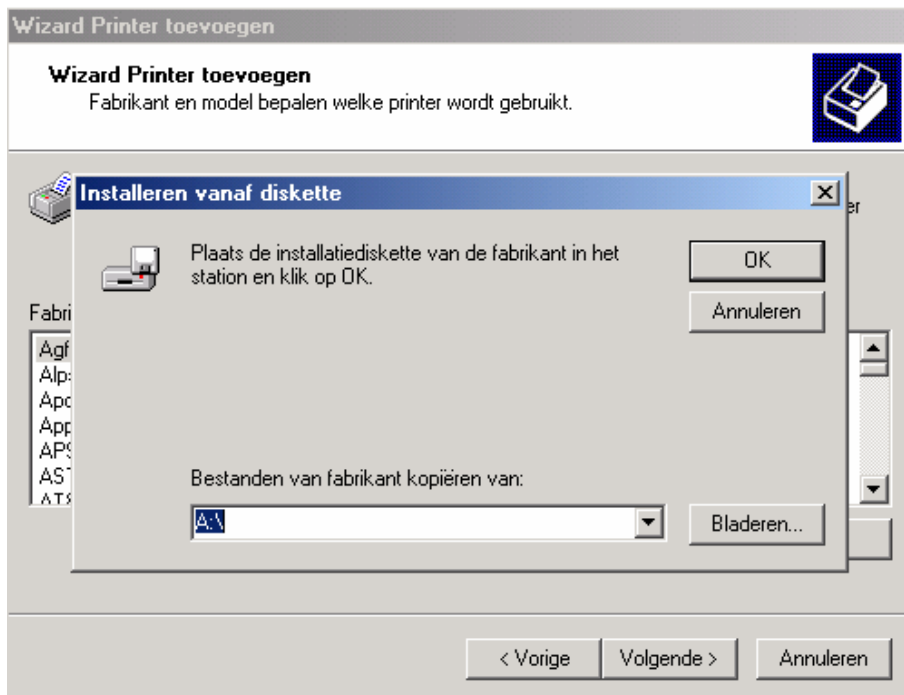 Wizard Printer toevoegen
Wizard Printer toevoegen
Fabrikant en model bepalen welke printer wordt gebruikt.
Installeren vanaf diskette
Plaats de installatiediskette van de fabrikant in het
station en klik op OK.
OK
Annuleren
Bestanden van fabrikant kopiëren van:
A:\
Bladeren...
< Vorige
Volgende >
Annuleren